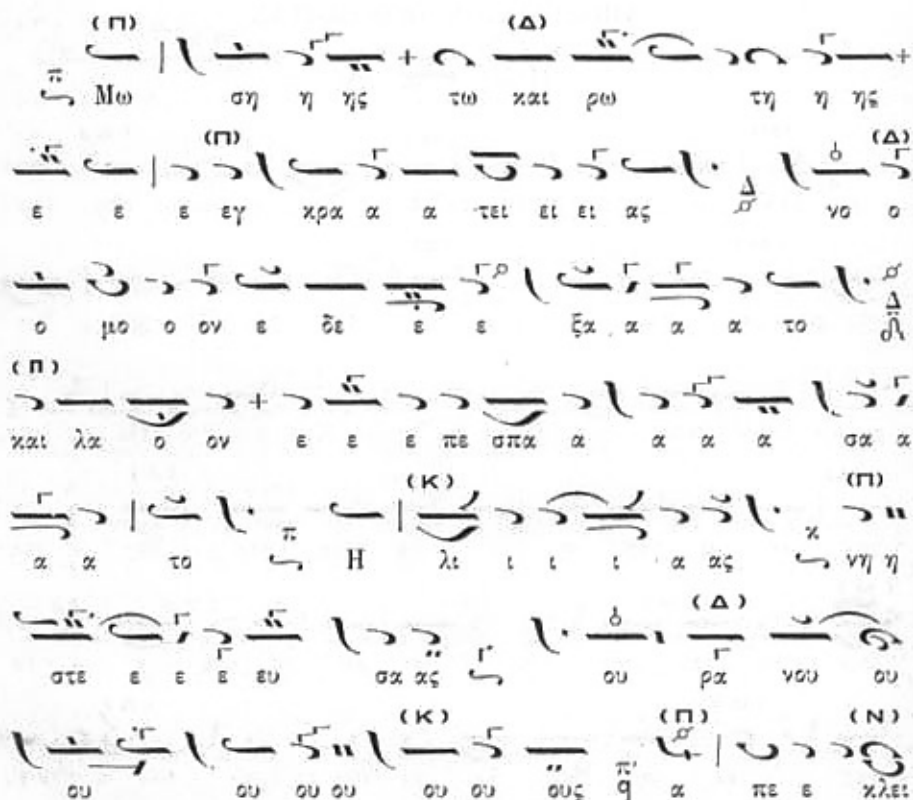 (Π) (Δ)
Μω ση η ης τω και ρω τη η ης
(Π) (Δ)
ε ε ε εγ κρα α α τει ει ει ας Δ νο ο
ο μο ο ον ε δε ε ε ξα α α α το Δ
(Π)
και λα ο ον ε ε ε πε σπα α α α α σα α
(Κ) (Π)
α α το π Η λι ι ι ι α ας κ νη η
(Δ)
στε ε ε ε ευ σα ας Γ ου ρα νου ου
(Κ) (Π) (Ν)
ου ου ου ου ου ου ους π q α πε ε κλει